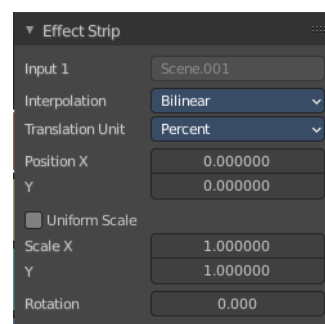 Effect Strip
Input 1 Scene.001
Interpolation Bilinear
Translation Unit Percent
Position X 0.000000
Y 0.000000
Uniform Scale
Scale X 1.000000
Y 1.000000
Rotation 0.000